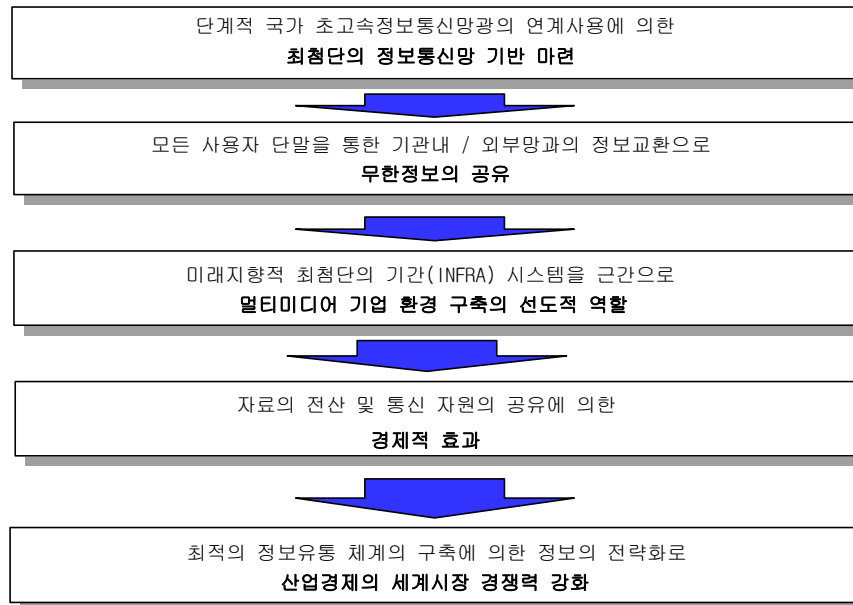 단계적 국가 초고속정보통신망광의 연계사용에 의한
최첨단의 정보통신망 기반 마련
모든 사용자 단말을 통한 기관내 / 외부망과의 정보교환으로
무한정보의 공유
미래지향적 최첨단의 기간(INFRA) 시스템을 근간으로
멀티미디어 기업 환경 구축의 선도적 역할
자료의 전산 및 통신 자원의 공유에 의한
경제적 효과
최적의 정보유통 체계의 구축에 의한 정보의 전략화로
산업경제의 세계시장 경쟁력 강화